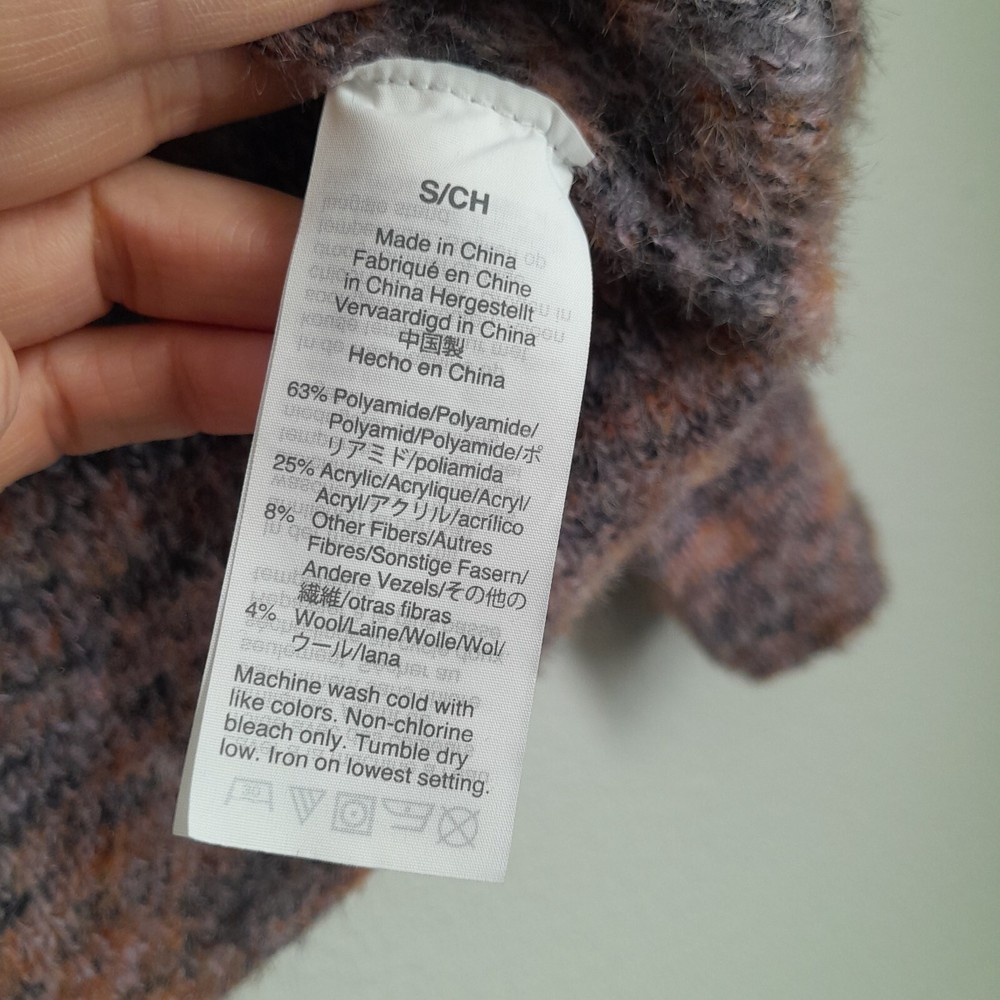 S/CH
Made in China
Fabriqué en Chine
in China Hergestellt
Vervaardigd in China
中国製
Hecho en China
63% Polyamide/Polyamide/
Polyamid/Polyamide/ポ
リアミド/poliamida
25% Acrylic/Acrylique/Acryl/
Acryl/アクリル/acrílico
8% Other Fibers/Autres
Fibres/Sonstige Fasern/
Andere Vezels/その他の
繊維/otras fibras
4% Wool/Laine/Wolle/Wol/
ウール/lana
Machine wash cold with
like colors. Non-chlorine
bleach only. Tumble dry
low. Iron on lowest setting.
30